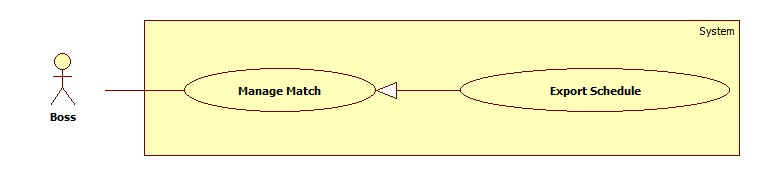 System
Manage Match
Export Schedule
Boss